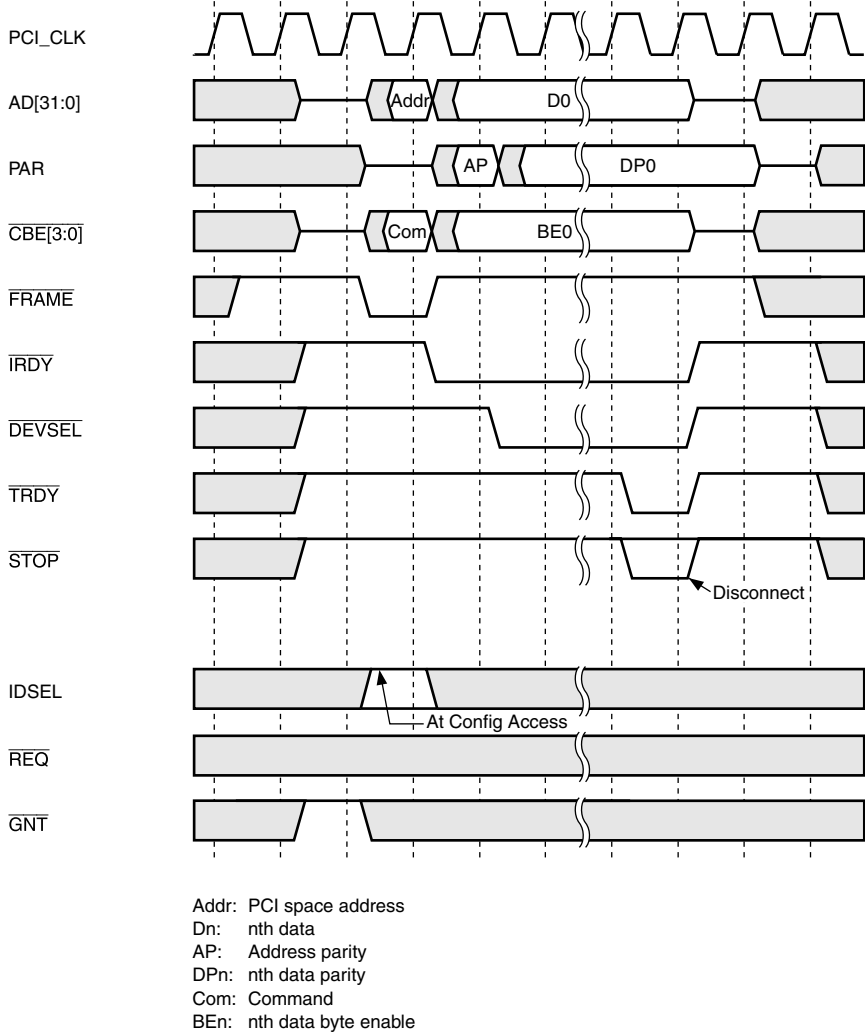 PCI_CLK
AD[31:0]
Addr
D0
PAR
AP
DP0
CBE[3:0]
Com
BE0
FRAME
IRDY
DEVSEL
TRDY
STOP
Disconnect
IDSEL
At Config Access
REQ
GNT
Addr: PCI space address
Dn: nth data
AP: Address parity
DPn: nth data parity
Com: Command
BEn: nth data byte enable